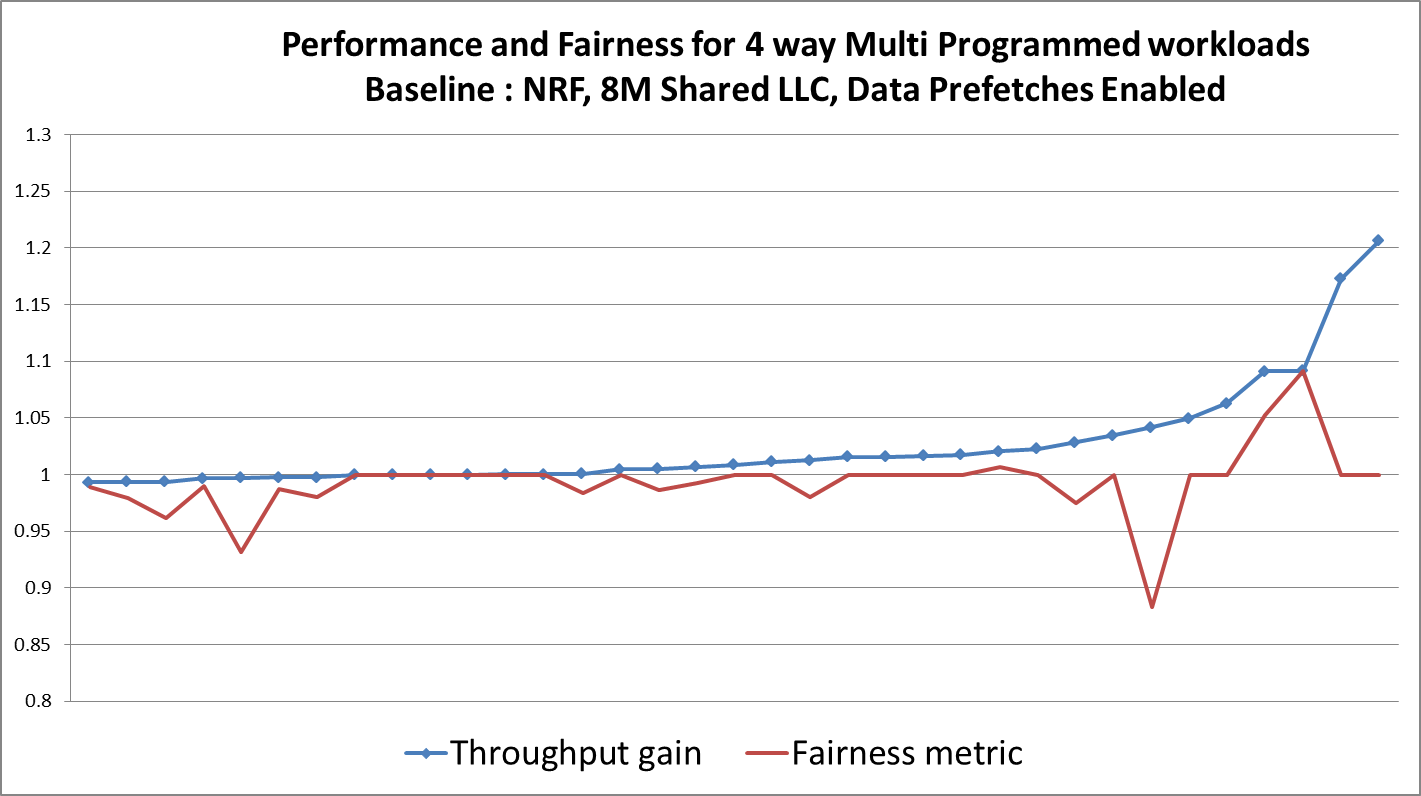 Performance and Fairness for 4 way Multi Programmed workloads
Baseline : NRF, 8M Shared LLC, Data Prefetches Enabled
1.3
1.25
1.2
1.15
1.1
1.05
1
0.95
0.9
0.85
0.8
Throughput gain
Fairness metric